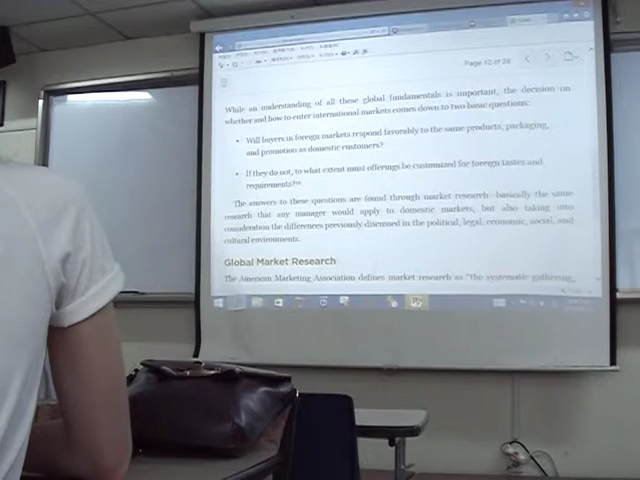 Page 10 of 28
While an understanding of all these global fundamentals is important, the decision on
whether and how to enter international markets comes down to two basic questions:
• Will buyers in foreign markets respond favorably to the same products, packaging,
and promotion as domestic customers?
• If they do not, to what extent must offerings be customized for foreign tastes and
requirements?
The answers to these questions are found through market research—basically the same
research that any manager would apply to domestic markets, but also taking into
consideration the differences previously discussed in the political, legal, economic, social, and
cultural environments.
Global Market Research
The American Marketing Association defines market research as "the systematic gathering,